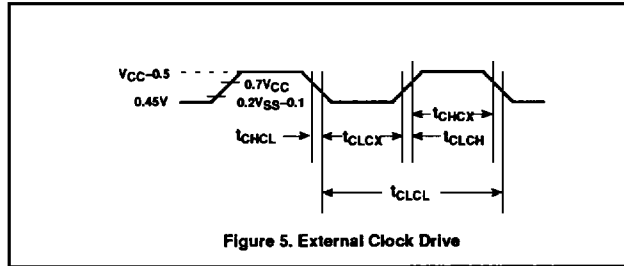 VCC–0.5
0.7VCC
0.45V
0.2VSS–0.1
tCHCX
tCHCL
tCLCX
tCLCH
tCLCL
Figure 5. External Clock Drive